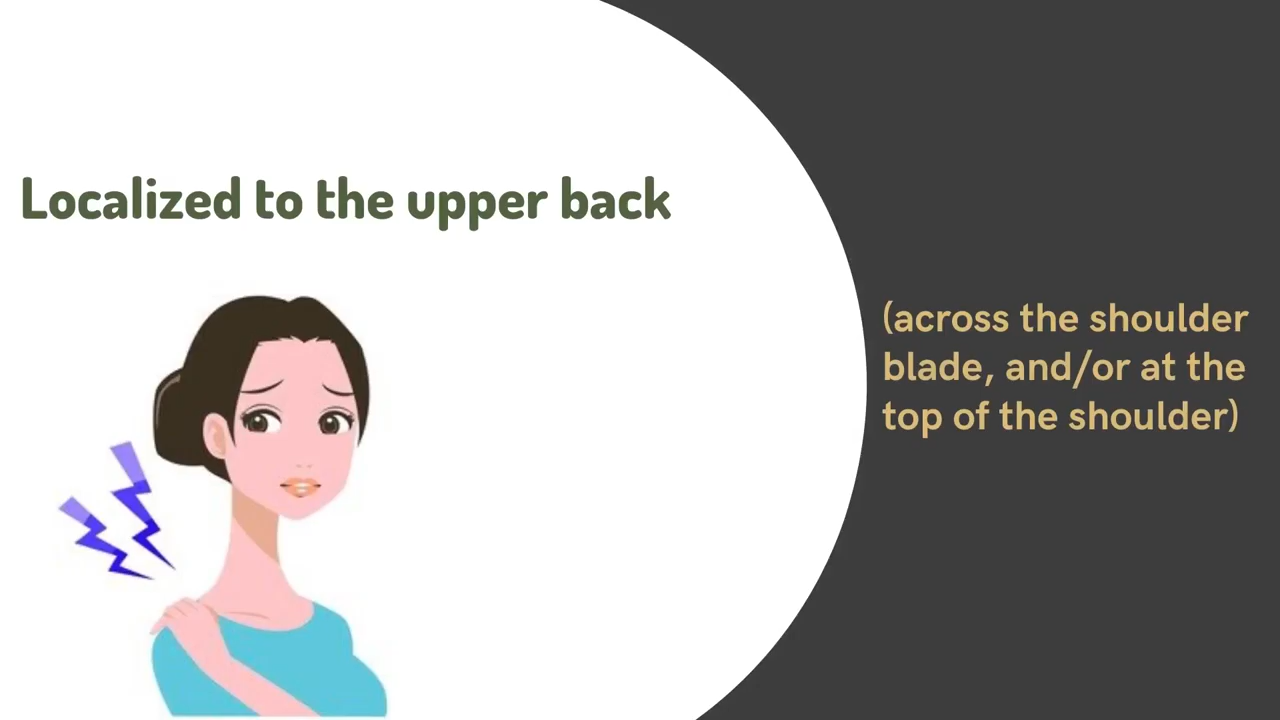 Localized to the upper back
(across the shoulder
blade, and/or at the
top of the shoulder)